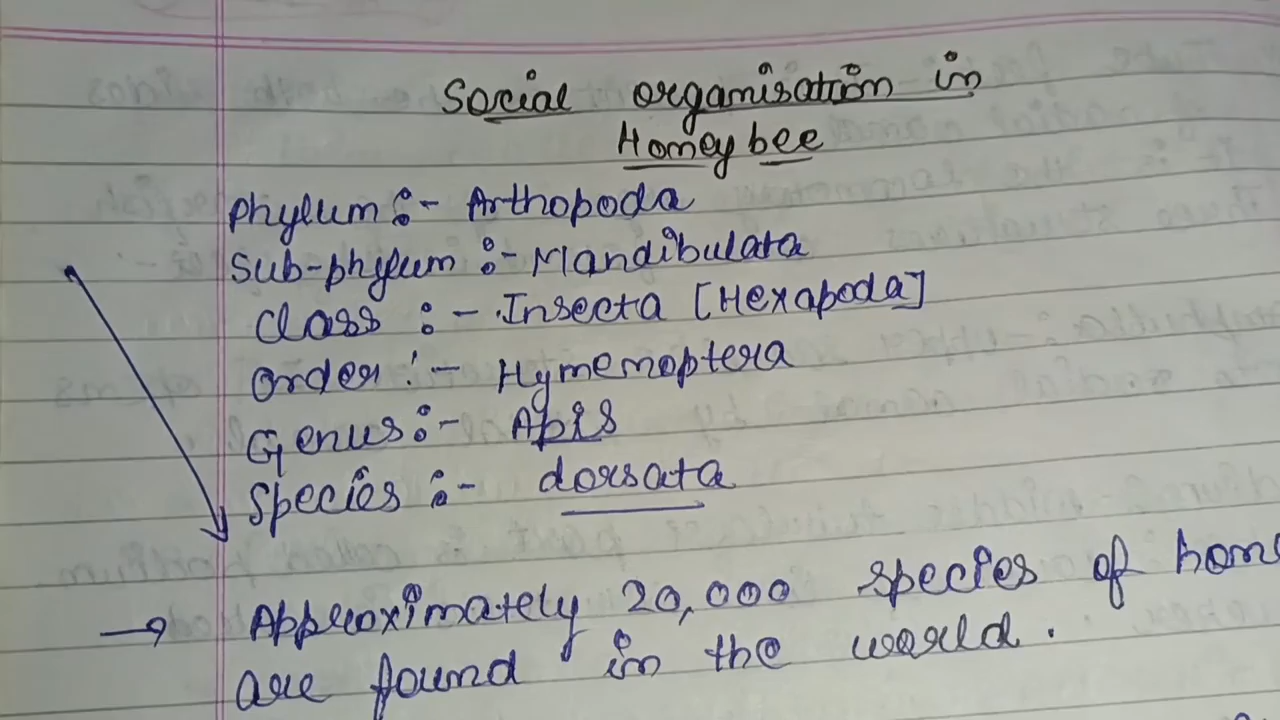 Social organisation in
Honey bee
Phylum :- Arthopoda
Sub-phylum :- Mandibulata
Class :- Insecta [Hexapoda]
Order :- Hymenoptera
Genus :- Apis
Species :- dorsata
→ Approximately 20,000 species of hone
are found in the world.